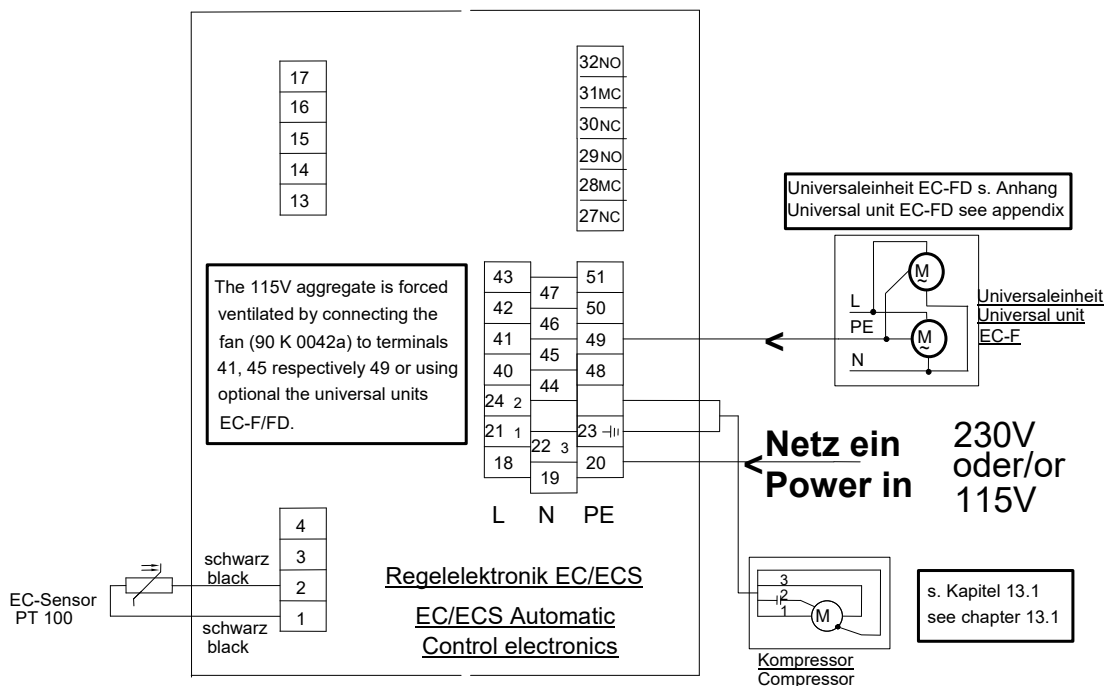 17
16
15
14
13
32NO
31MC
30NC
29NO
28MC
27NC
Universaleinheit EC-FD s. Anhang
Universal unit EC-FD see appendix
M
~
L
PE
M
~
N
Universaleinheit
Universal unit
EC-F
The 115V aggregate is forced
ventilated by connecting the
fan (90 K 0042a) to terminals
41, 45 respectively 49 or using
optional the universal units
EC-F/FD.
43
42
41
40
24 2
21 1
18
47
46
45
44
22 3
19
51
50
49
48
23
20
L N PE
Netz ein
Power in
230V
oder/or
115V
4
3
2
1
schwarz
black
schwarz
black
EC-Sensor
PT 100
Regelelektronik EC/ECS
EC/ECS Automatic
Control electronics
3
2
1
M
Kompressor
Compressor
s. Kapitel 13.1
see chapter 13.1